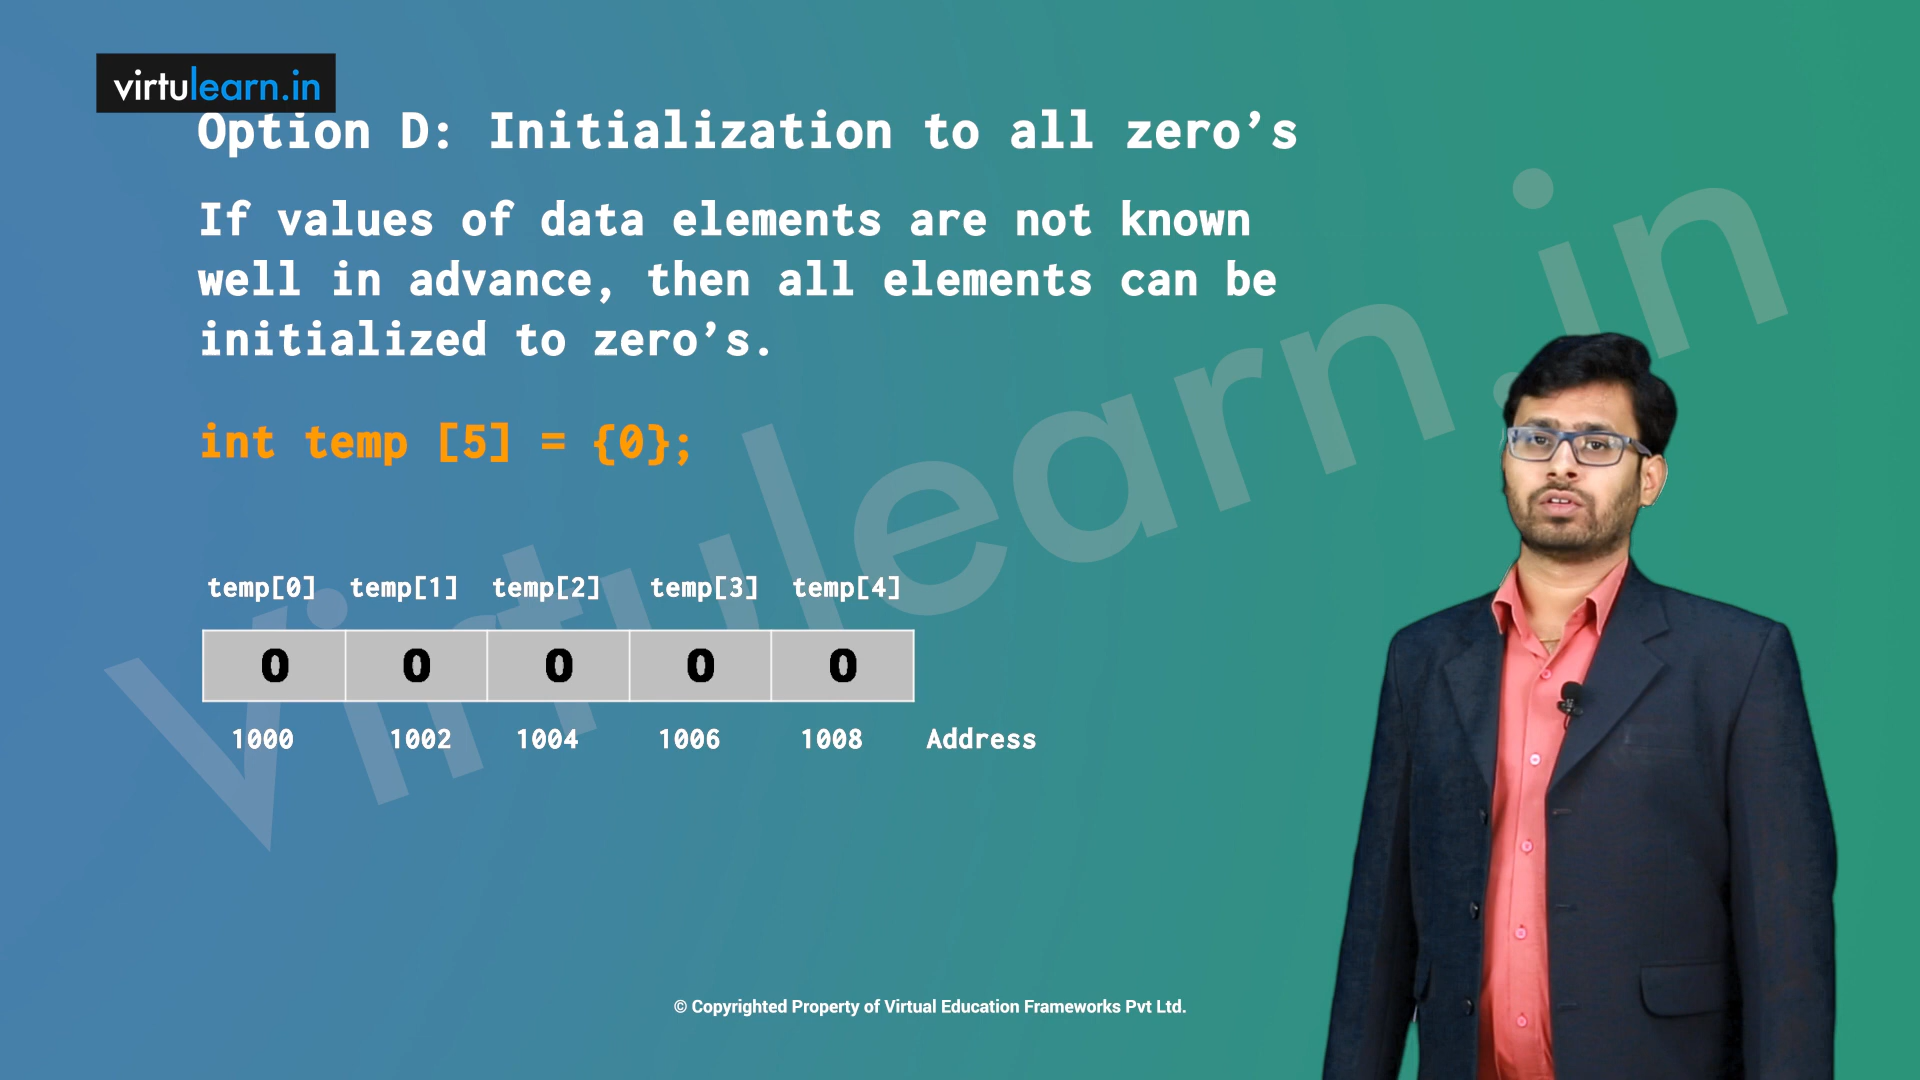 virtulearn.in
Option D: Initialization to all zero’s
If values of data elements are not known
well in advance, then all elements can be
initialized to zero’s.
int temp [5] = {0};
temp[0] temp[1] temp[2] temp[3] temp[4]
0 0 0 0 0
1000 1002 1004 1006 1008 Address
Virtulearn.in
© Copyrighted Property of Virtual Education Frameworks Pvt Ltd.